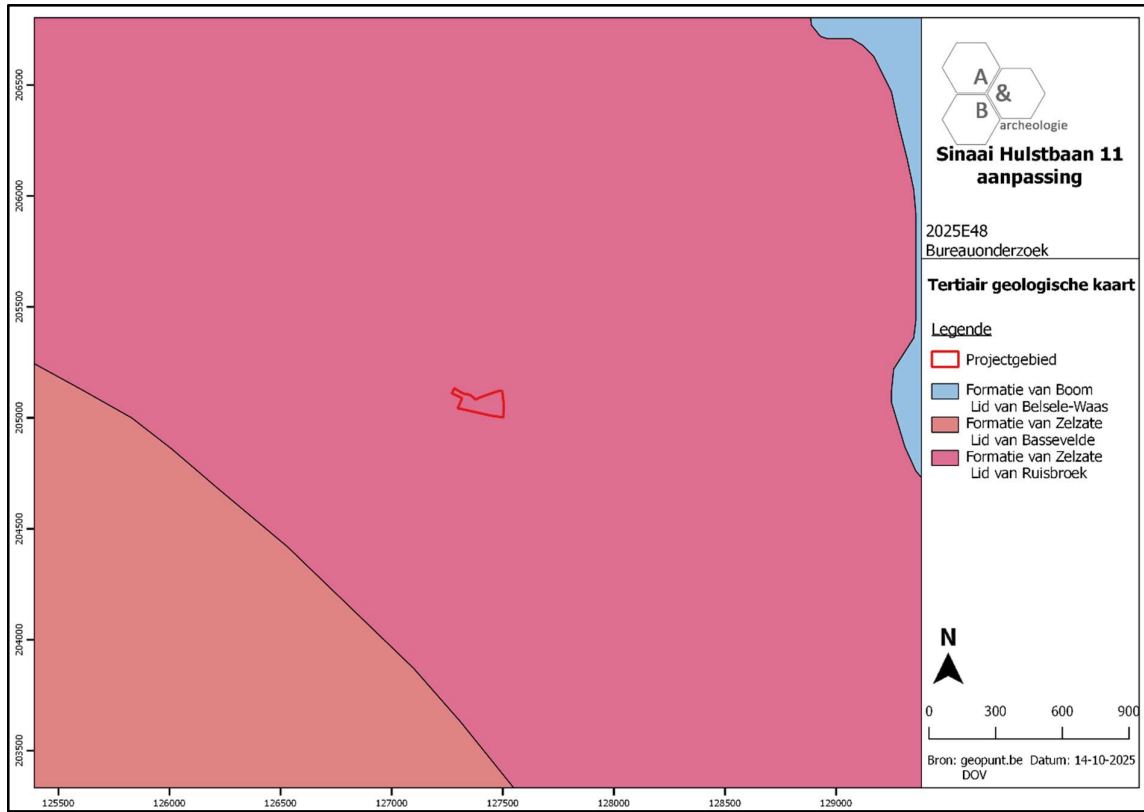 206500
206000
205500
205000
204500
204000
203500
125500
126000
126500
127000
127500
128000
128500
129000
A
&
B
archeologie
Sinaai Hulstbaan 11
aanpassing
2025E48
Bureauonderzoek
Tertiair geologische kaart
Legende
Projectgebied
Formatie van Boom
Lid van Belsele-Waas
Formatie van Zelzate
Lid van Bassevelde
Formatie van Zelzate
Lid van Ruisbroek
N
0 300 600 900
Bron: geopunt.be Datum: 14-10-2025
DOV